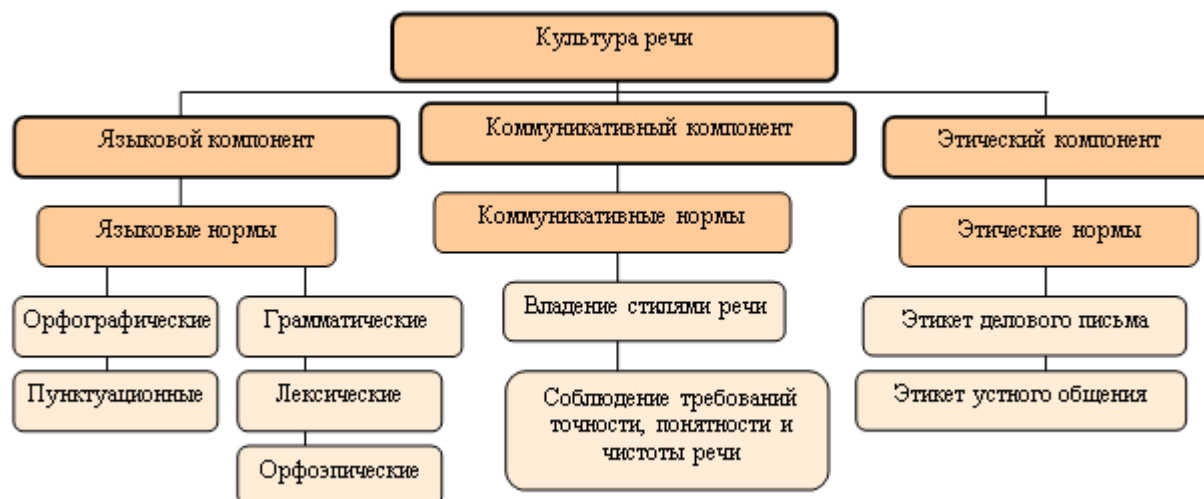 Культура речи
Языковой компонент
Коммуникативный компонент
Этический компонент
Языковые нормы
Коммуникативные нормы
Этические нормы
Орфографические
Грамматические
Владение стилями речи
Этикет делового письма
Пунктуационные
Лексические
Соблюдение требований
точности, понятности и
чистоты речи
Этикет устного общения
Орфоэпические